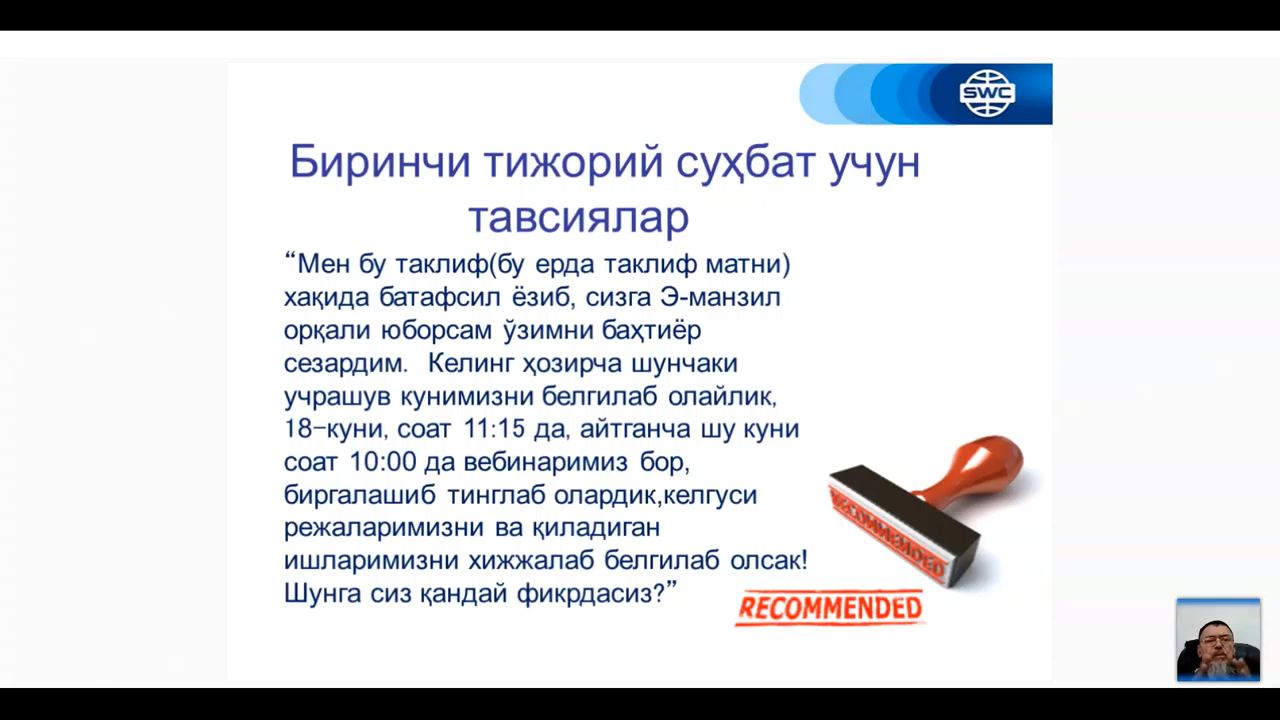 SWC
Биринчи тижорий суҳбат учун
тавсиялар
“Мен бу таклиф(бу ерда таклиф матни)
хақида батафсил ёзиб, сизга Э-манзил
орқали юборсам ўзимни баҳтиёр
сезардим. Келинг ҳозирча шунчаки
учрашув кунимизни белгилаб олайлик,
18–куни, соат 11:15 да, айтганча шу куни
соат 10:00 да вебинаримиз бор,
биргалашиб тинглаб олардик,келгуси
режаларимизни ва қиладиган
ишларимизни хижжалаб белгилаб олсак!
Шунга сиз қандай фикрдасиз?”
RECOMMENDED
RECOMMENDED